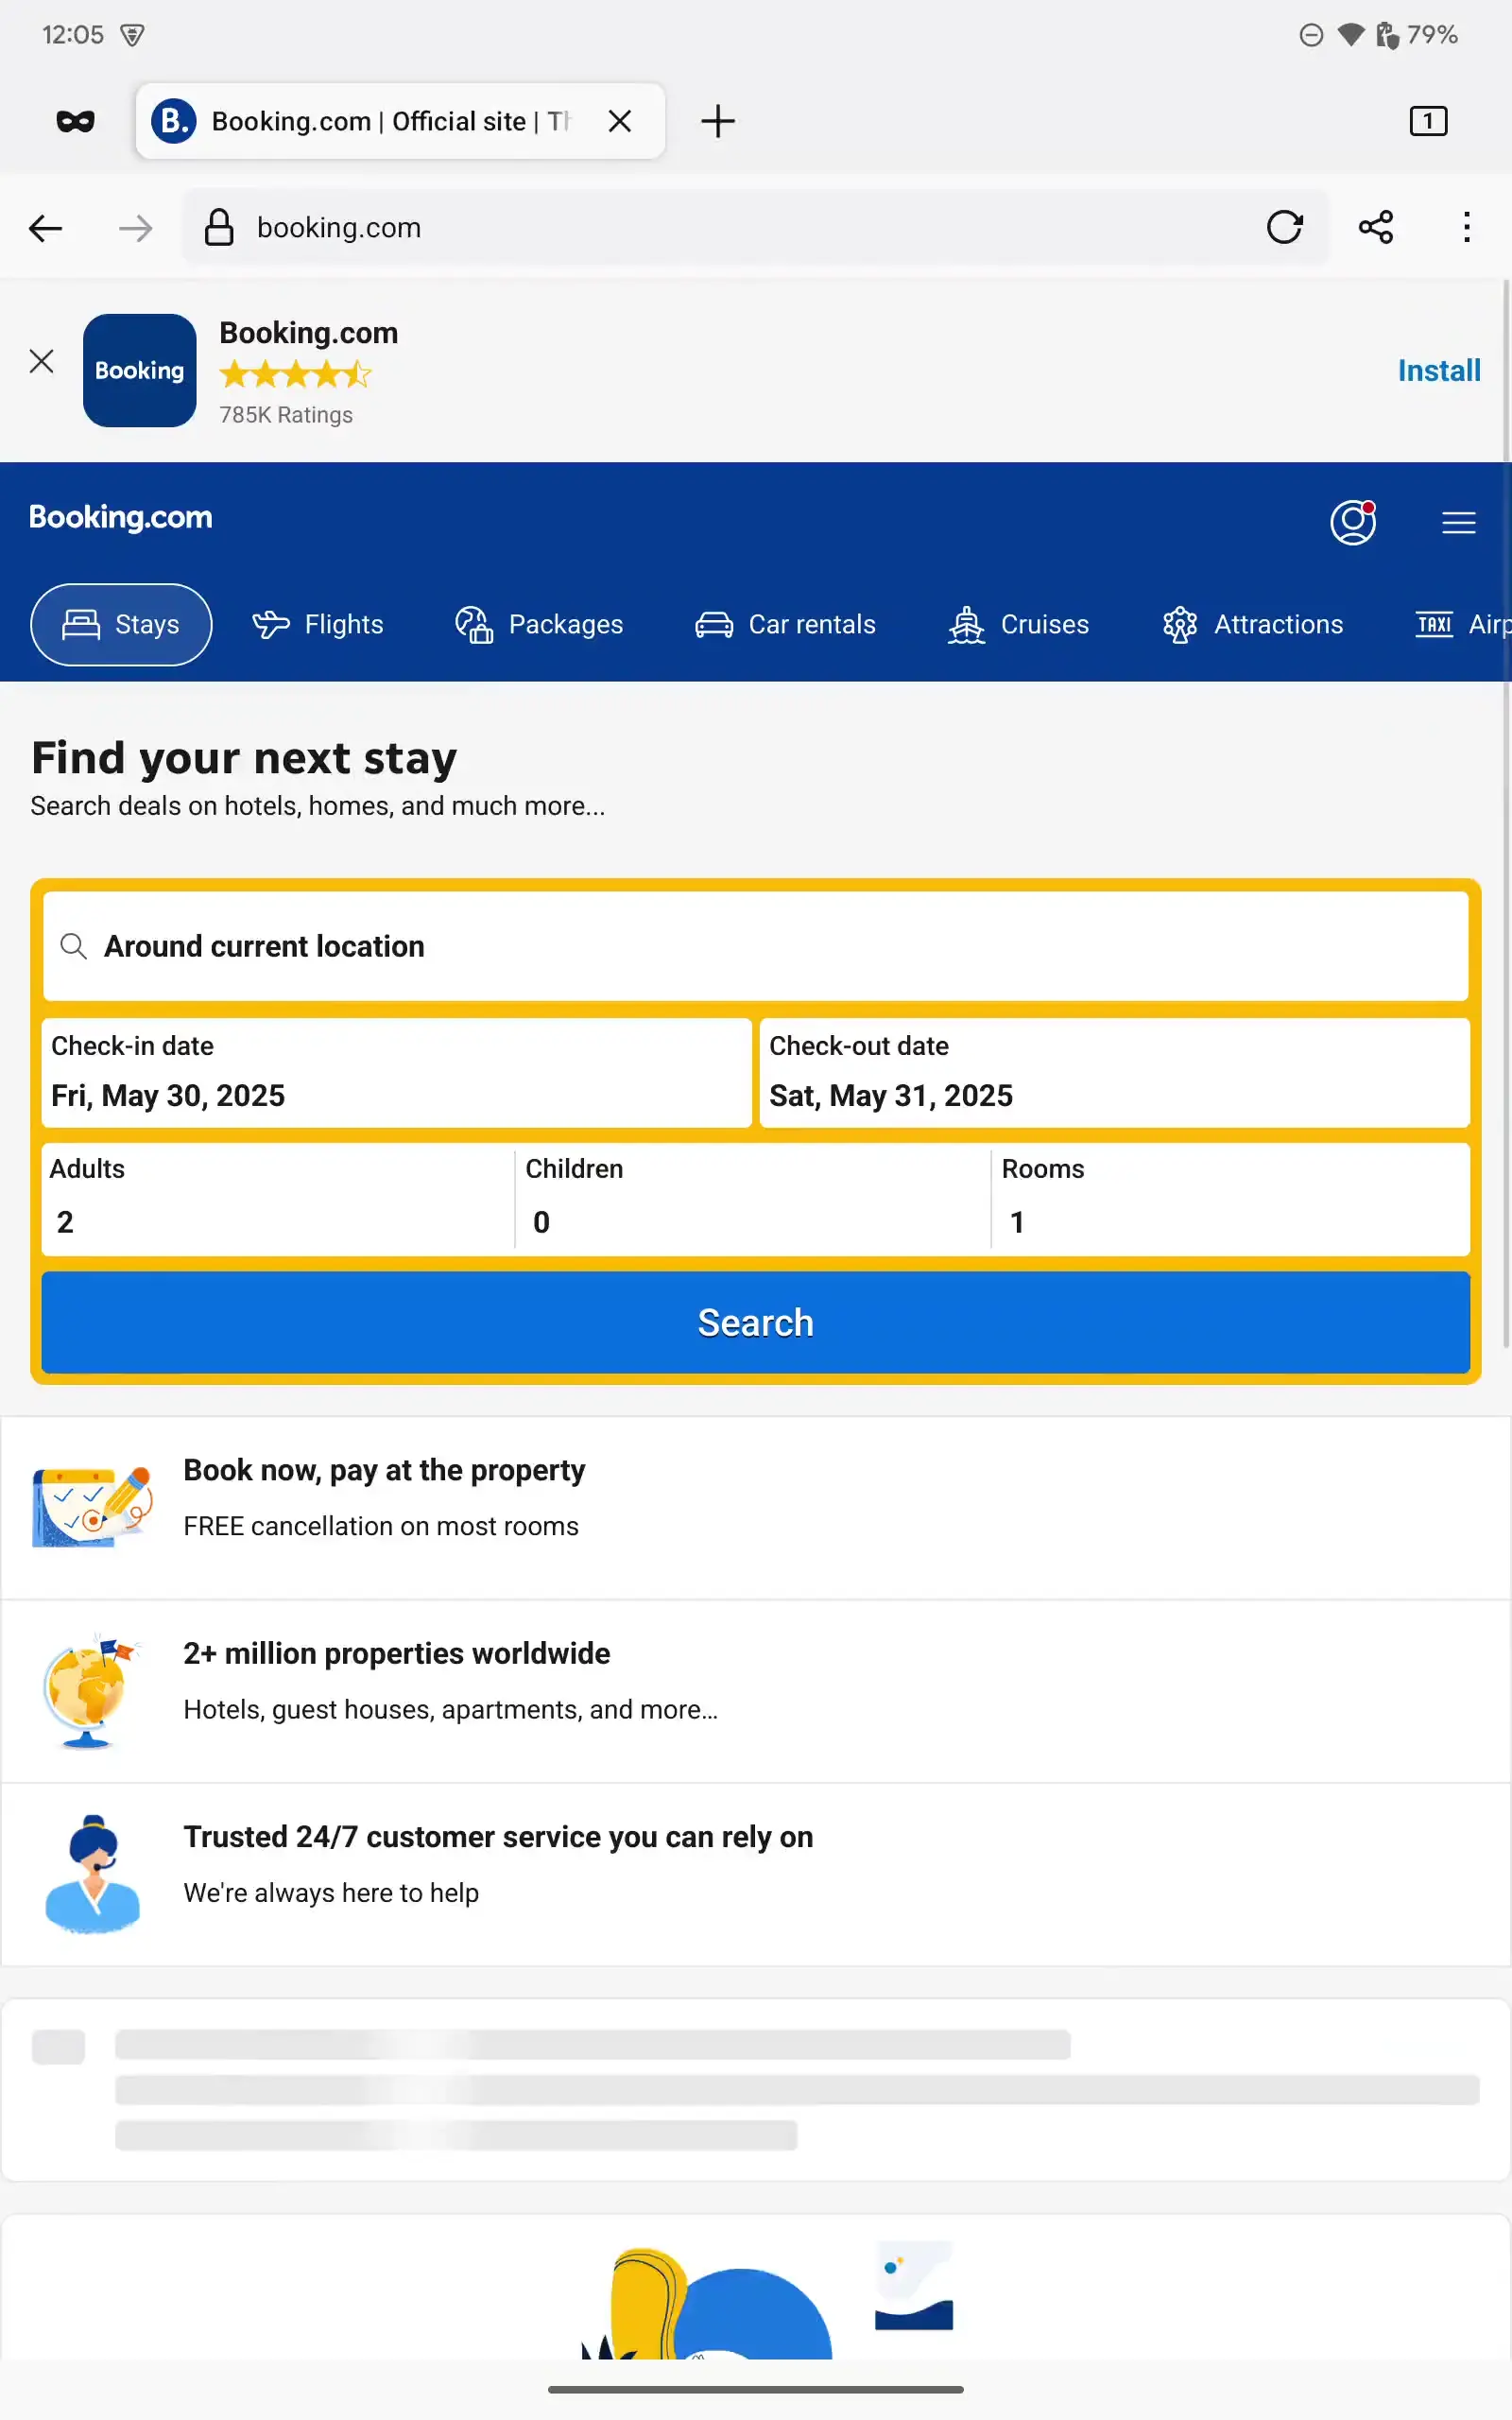 12:05
79%
B. Booking.com | Official site | Th
1
booking.com
Booking
Booking.com
785K Ratings
Install
Booking.com
Stays
Flights
Packages
Car rentals
Cruises
Attractions
TAXI Airp
Find your next stay
Search deals on hotels, homes, and much more...
Around current location
Check-in date
Fri, May 30, 2025
Check-out date
Sat, May 31, 2025
Adults
2
Children
0
Rooms
1
Search
Book now, pay at the property
FREE cancellation on most rooms
2+ million properties worldwide
Hotels, guest houses, apartments, and more…
Trusted 24/7 customer service you can rely on
We're always here to help